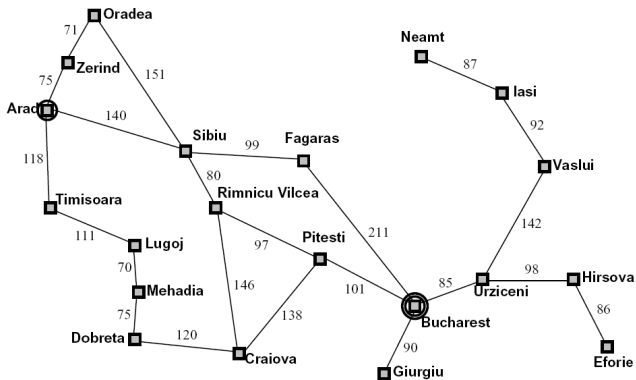 Oradea
71
Neamt
87
Zerind
75
151
Iasi
Arad
140
92
Sibiu
Fagaras
99
118
80
Vaslui
Timisoara
Rimnicu Vilcea
111
97
Pitesti
211
142
Lugoj
70
146
101
85
98
Hirsova
Mehadia
Urziceni
75
138
86
Bucharest
Dobreta
120
90
Craiova
Giurgiu
Eforie